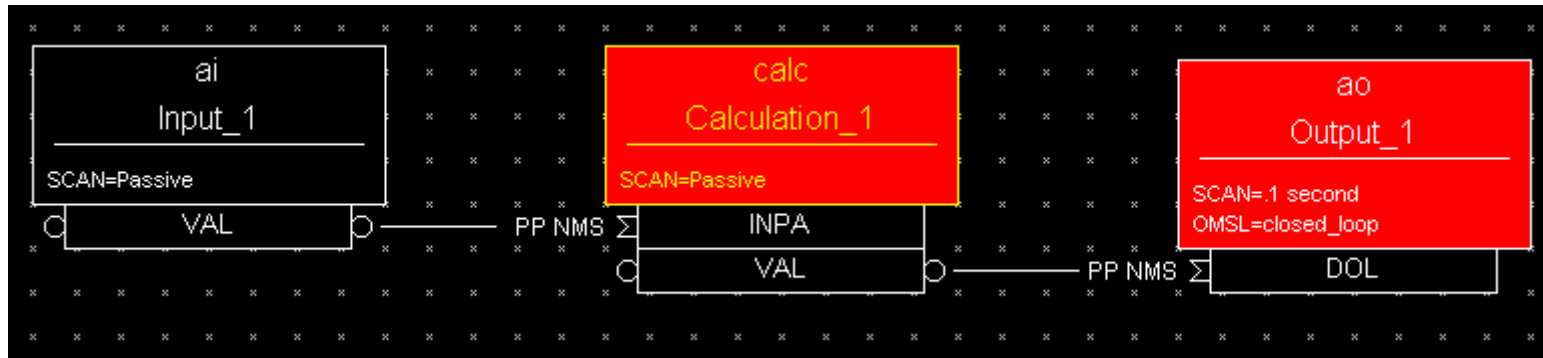 ai
Input_1
SCAN=Passive
VAL
PP NMS
calc
Calculation_1
SCAN=Passive
INPA
VAL
PP NMS
ao
Output_1
SCAN=.1 second
OMSL=closed_loop
DOL